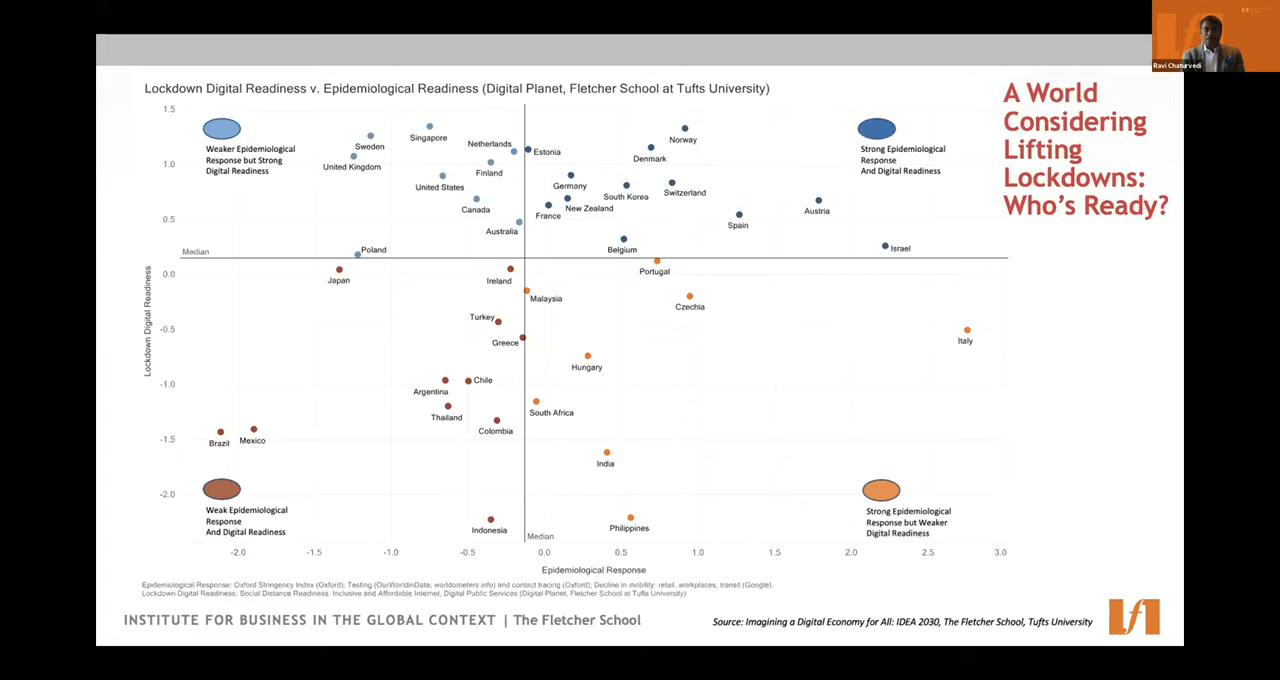 Ravi Chaturvedi
Lockdown Digital Readiness v. Epidemiological Readiness (Digital Planet, Fletcher School at Tufts University)
A World
Considering
Lifting
Lockdowns:
Who's Ready?
1.5
1.0
0.5
0.0
-0.5
-1.0
-1.5
-2.0
Lockdown Digital Readiness
Weaker Epidemiological
Response but Strong
Digital Readiness
Strong Epidemiological
Response
And Digital Readiness
Singapore
Sweden
United Kingdom
Netherlands
Estonia
Finland
United States
Canada
Australia
Poland
Norway
Denmark
Germany
South Korea
Switzerland
New Zealand
France
Spain
Austria
Belgium
Israel
Median
Japan
Ireland
Portugal
Malaysia
Czechia
Turkey
Greece
Italy
Hungary
Argentina
Chile
Thailand
South Africa
Colombia
Brazil
Mexico
India
Indonesia
Philippines
Weak Epidemiological
Response
And Digital Readiness
Strong Epidemiological
Response but Weaker
Digital Readiness
Median
-2.0 -1.5 -1.0 -0.5 0.0 0.5 1.0 1.5 2.0 2.5 3.0
Epidemiological Response
Epidemiological Response: Oxford Stringency Index (Oxford); Testing (OurWorldinData; worldometers.info) and contact tracing (Oxford); Decline in mobility: retail, workplaces, transit (Google).
Lockdown Digital Readiness: Social Distance Readiness. Inclusive and Affordable Internet, Digital Public Services (Digital Planet, Fletcher School at Tufts University)
INSTITUTE FOR BUSINESS IN THE GLOBAL CONTEXT | The Fletcher School
Source: Imagining a Digital Economy for All: IDEA 2030, The Fletcher School, Tufts University